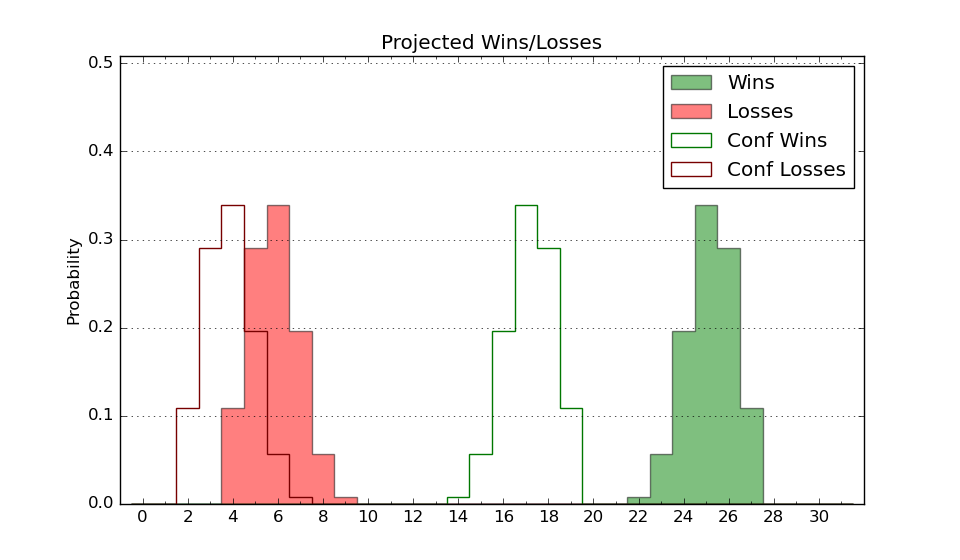 Projected Wins/Losses
0.5
0.4
0.3
0.2
0.1
0.0
Probability
Wins
Losses
Conf Wins
Conf Losses
0 2 4 6 8 10 12 14 16 18 20 22 24 26 28 30